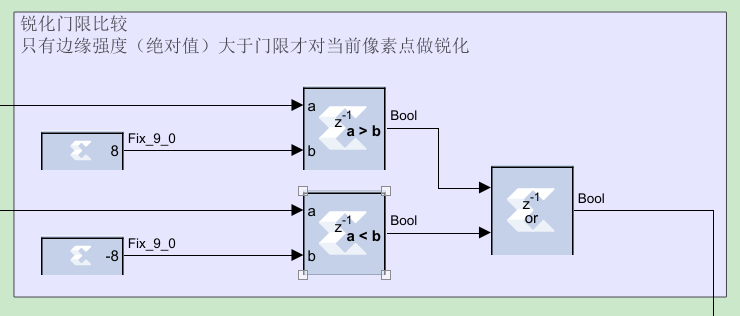 锐化门限比较
只有边缘强度（绝对值）大于门限才对当前像素点做锐化
a
z-1
a > b
Bool
Fix_9_0
8
b
z-1
or
Bool
a
z-1
a < b
Bool
Fix_9_0
-8
b